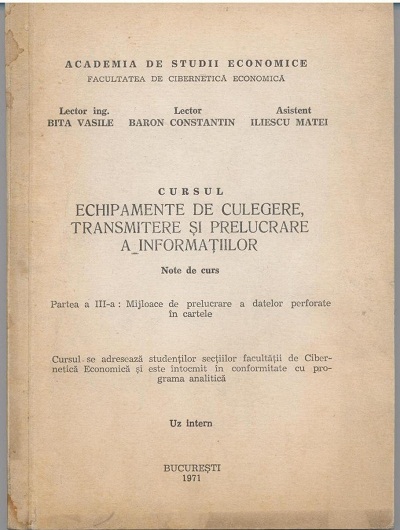 ACADEMIA DE STUDII ECONOMICE
FACULTATEA DE CIBERNETICĂ ECONOMICĂ
Lector ing. Lector Asistent
BITA VASILE BARON CONSTANTIN ILIESCU MATEI
CURSUL
ECHIPAMENTE DE CULEGERE,
TRANSMITERE ȘI PRELUCRARE
A_INFORMAȚIILOR
Note de curs
Partea a III-a : Mijloace de prelucrare a datelor perforate
în cartele
Cursul se adresează studenților secțiilor facultății de Ciber-
netică Economică și este întocmit în conformitate cu pro-
grama analitică
Uz intern
BUCUREȘTI
1971